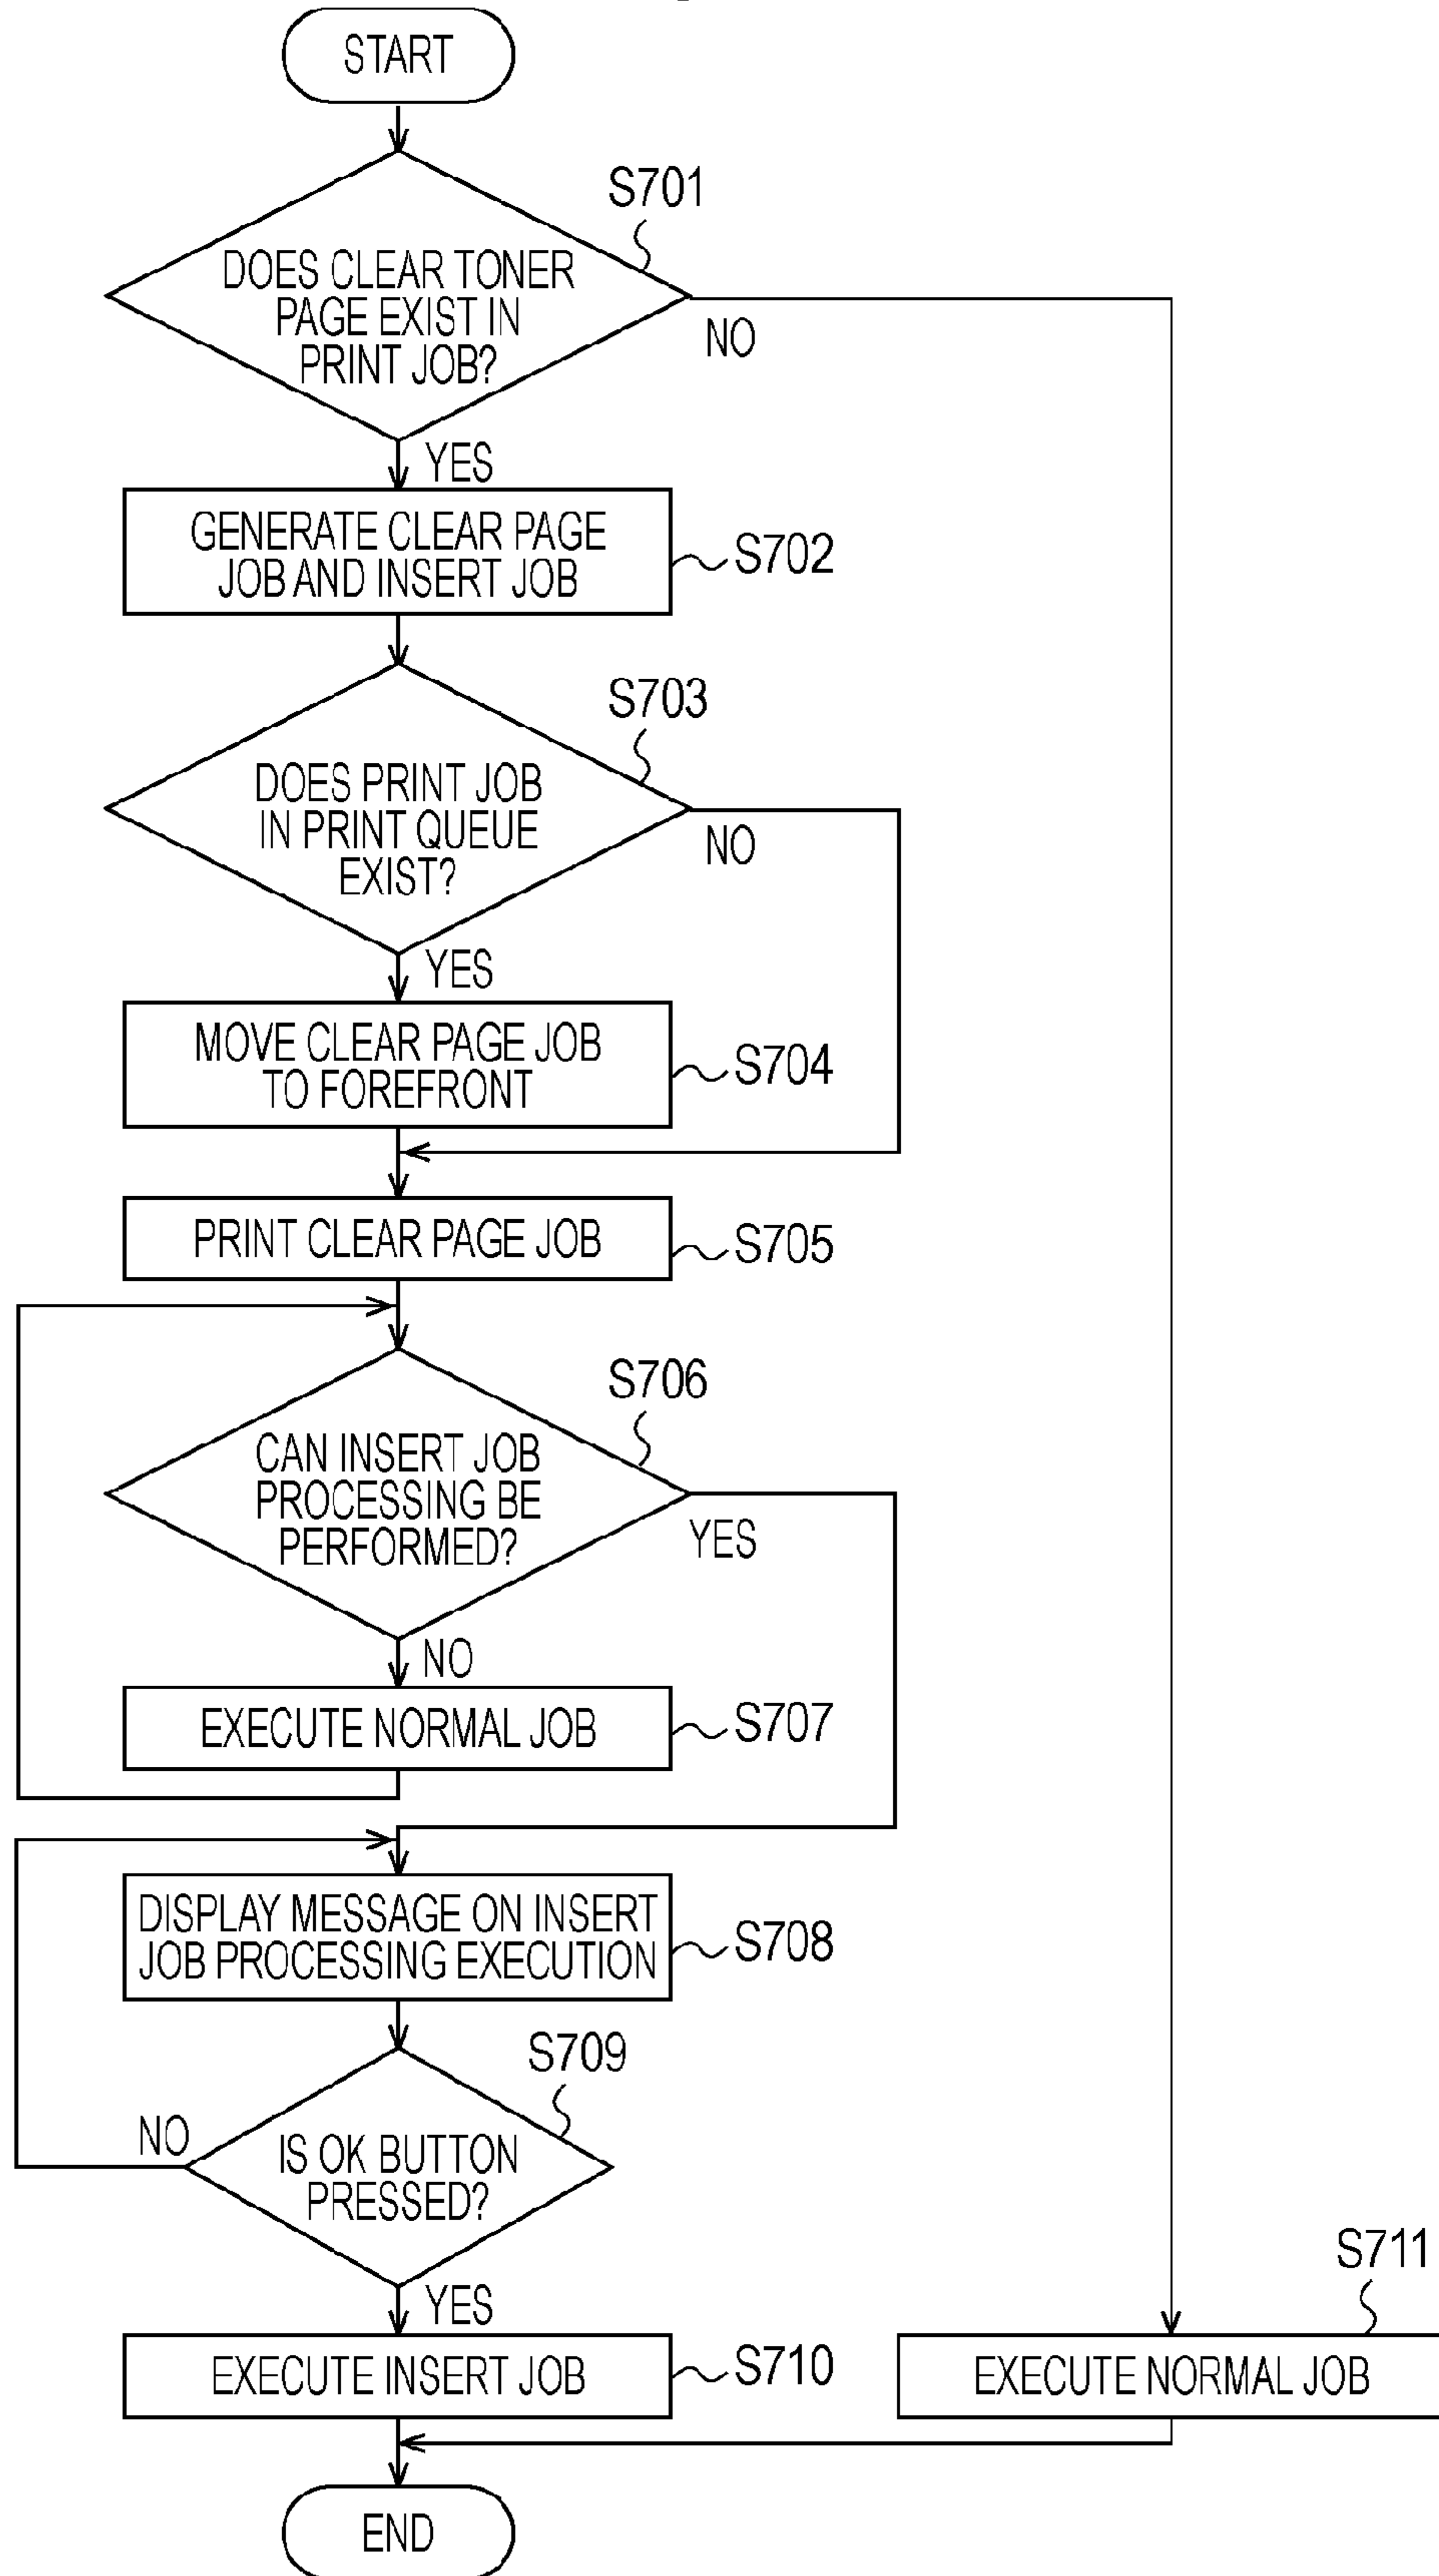 START
S701
DOES CLEAR TONER
PAGE EXIST IN
PRINT JOB?
NO
YES
GENERATE CLEAR PAGE
JOB AND INSERT JOB
S702
S703
DOES PRINT JOB
IN PRINT QUEUE
EXIST?
NO
YES
MOVE CLEAR PAGE JOB
TO FOREFRONT
S704
PRINT CLEAR PAGE JOB
S705
S706
CAN INSERT JOB
PROCESSING BE
PERFORMED?
YES
NO
EXECUTE NORMAL JOB
S707
DISPLAY MESSAGE ON INSERT
JOB PROCESSING EXECUTION
S708
S709
NO
IS OK BUTTON
PRESSED?
YES
S711
EXECUTE INSERT JOB
S710
EXECUTE NORMAL JOB
END